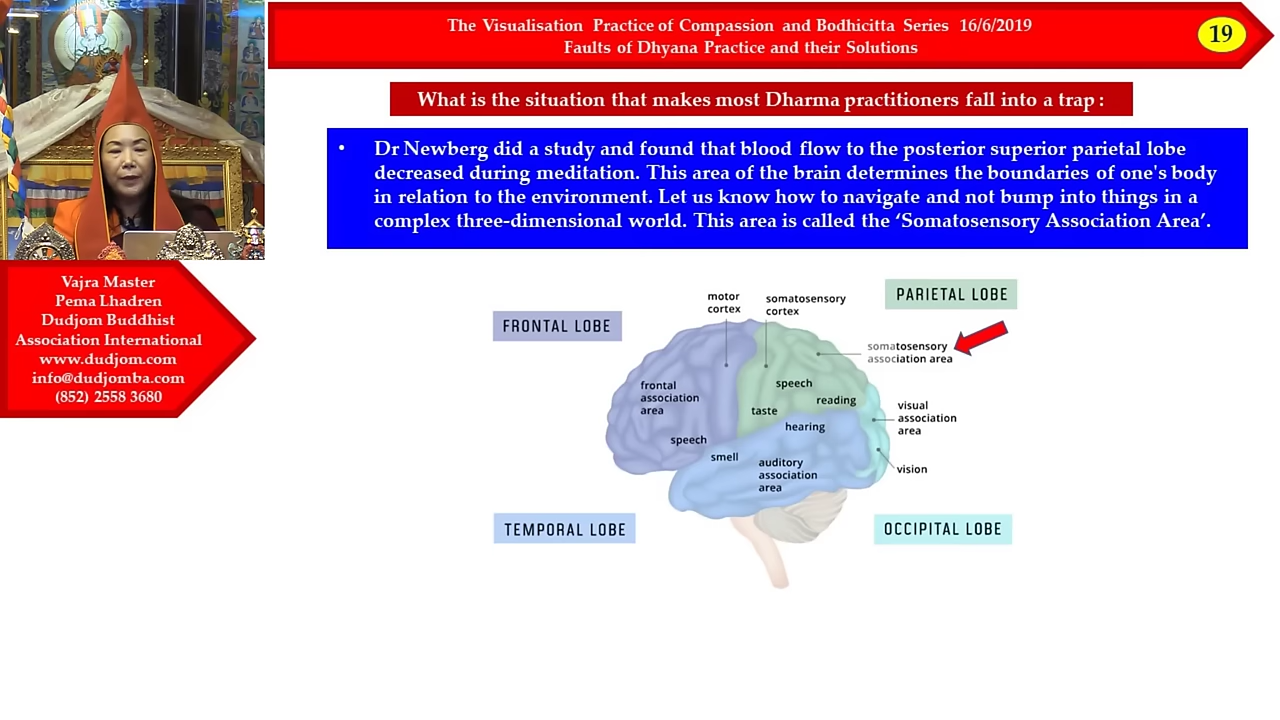 The Visualisation Practice of Compassion and Bodhicitta Series 16/6/2019
Faults of Dhyana Practice and their Solutions
19
What is the situation that makes most Dharma practitioners fall into a trap :
• Dr Newberg did a study and found that blood flow to the posterior superior parietal lobe
decreased during meditation. This area of the brain determines the boundaries of one's body
in relation to the environment. Let us know how to navigate and not bump into things in a
complex three-dimensional world. This area is called the ‘Somatosensory Association Area’.
Vajra Master
Pema Lhadren
Dudjom Buddhist
Association International
www.dudjom.com
info@dudjomba.com
(852) 2558 3680
FRONTAL LOBE
motor
cortex
somatosensory
cortex
PARIETAL LOBE
somatosensory
association area
frontal
association
area
speech
reading
taste
hearing
visual
association
area
speech
smell
auditory
association
area
vision
TEMPORAL LOBE
OCCIPITAL LOBE